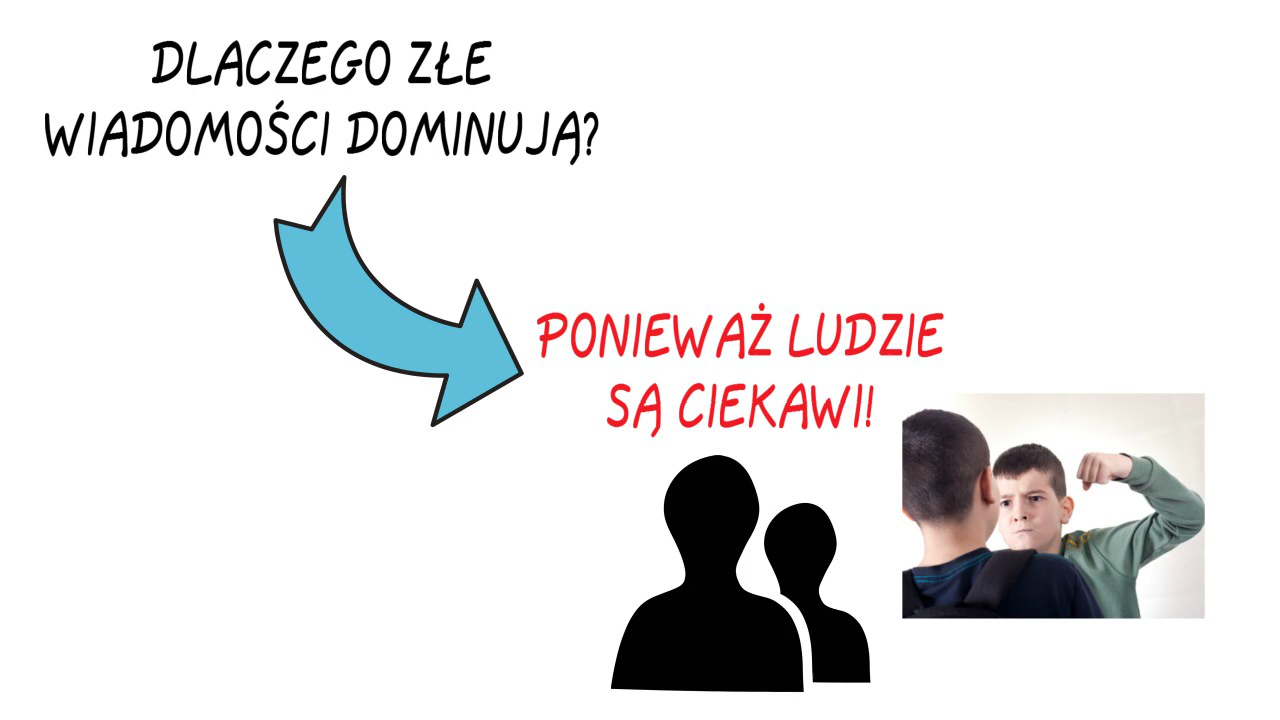 DLACZEGO ZŁE
WIADOMOŚCI DOMINUJĄ?
PONIEWAŻ LUDZIE
SĄ CIEKAWI!